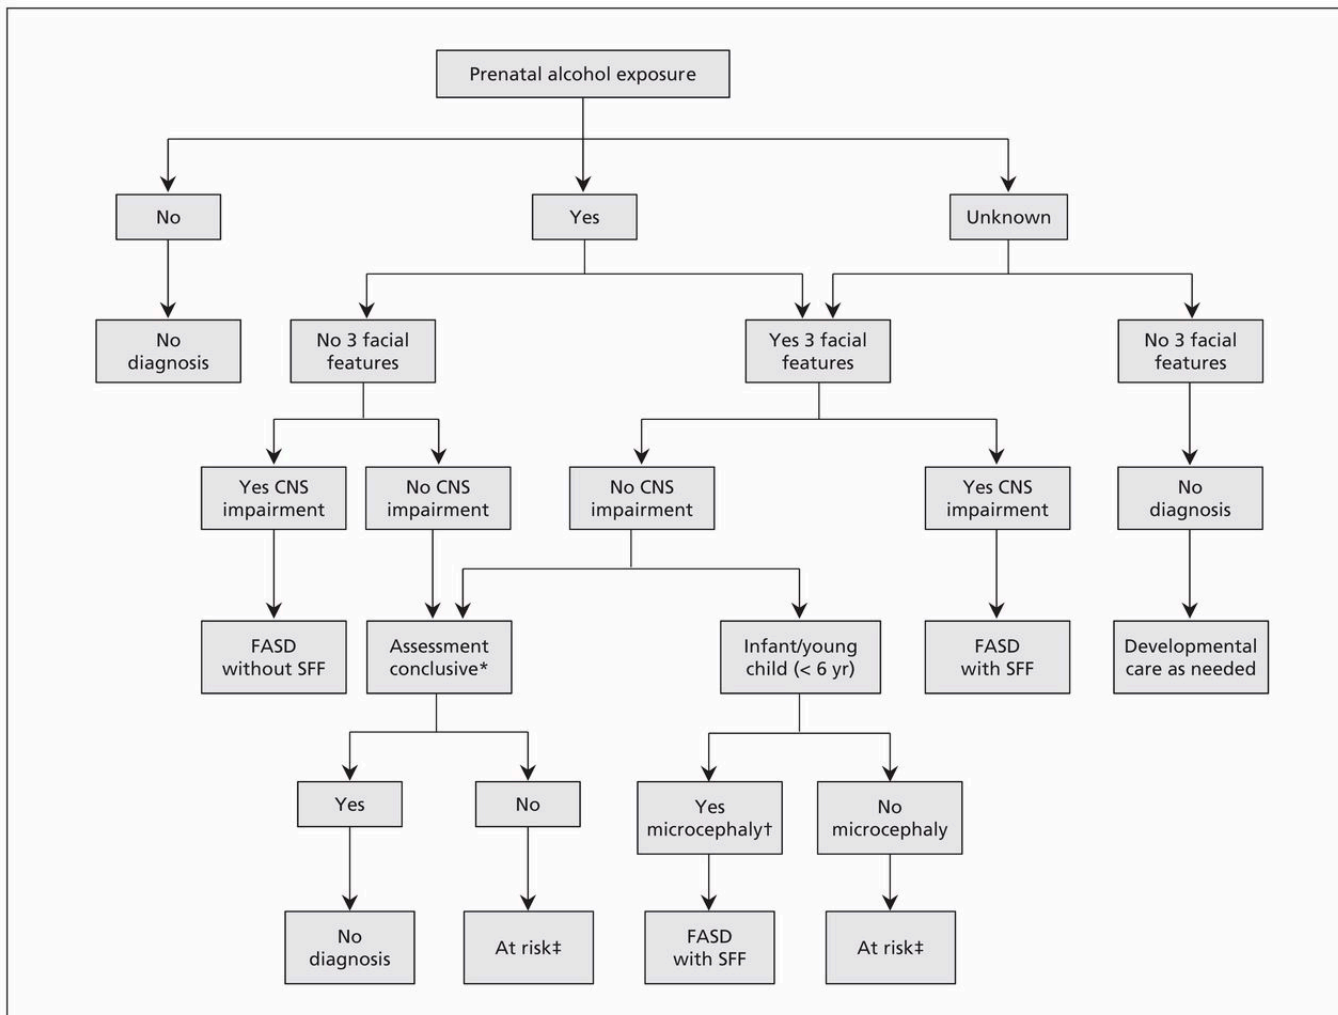 Prenatal alcohol exposure
No
Yes
Unknown
No
diagnosis
No 3 facial
features
Yes 3 facial
features
No 3 facial
features
Yes CNS
impairment
No CNS
impairment
No CNS
impairment
Yes CNS
impairment
No
diagnosis
FASD
without SFF
Assessment
conclusive*
Infant/young
child (< 6 yr)
FASD
with SFF
Developmental
care as needed
Yes
No
Yes
microcephaly†
No
microcephaly
No
diagnosis
At risk‡
FASD
with SFF
At risk‡